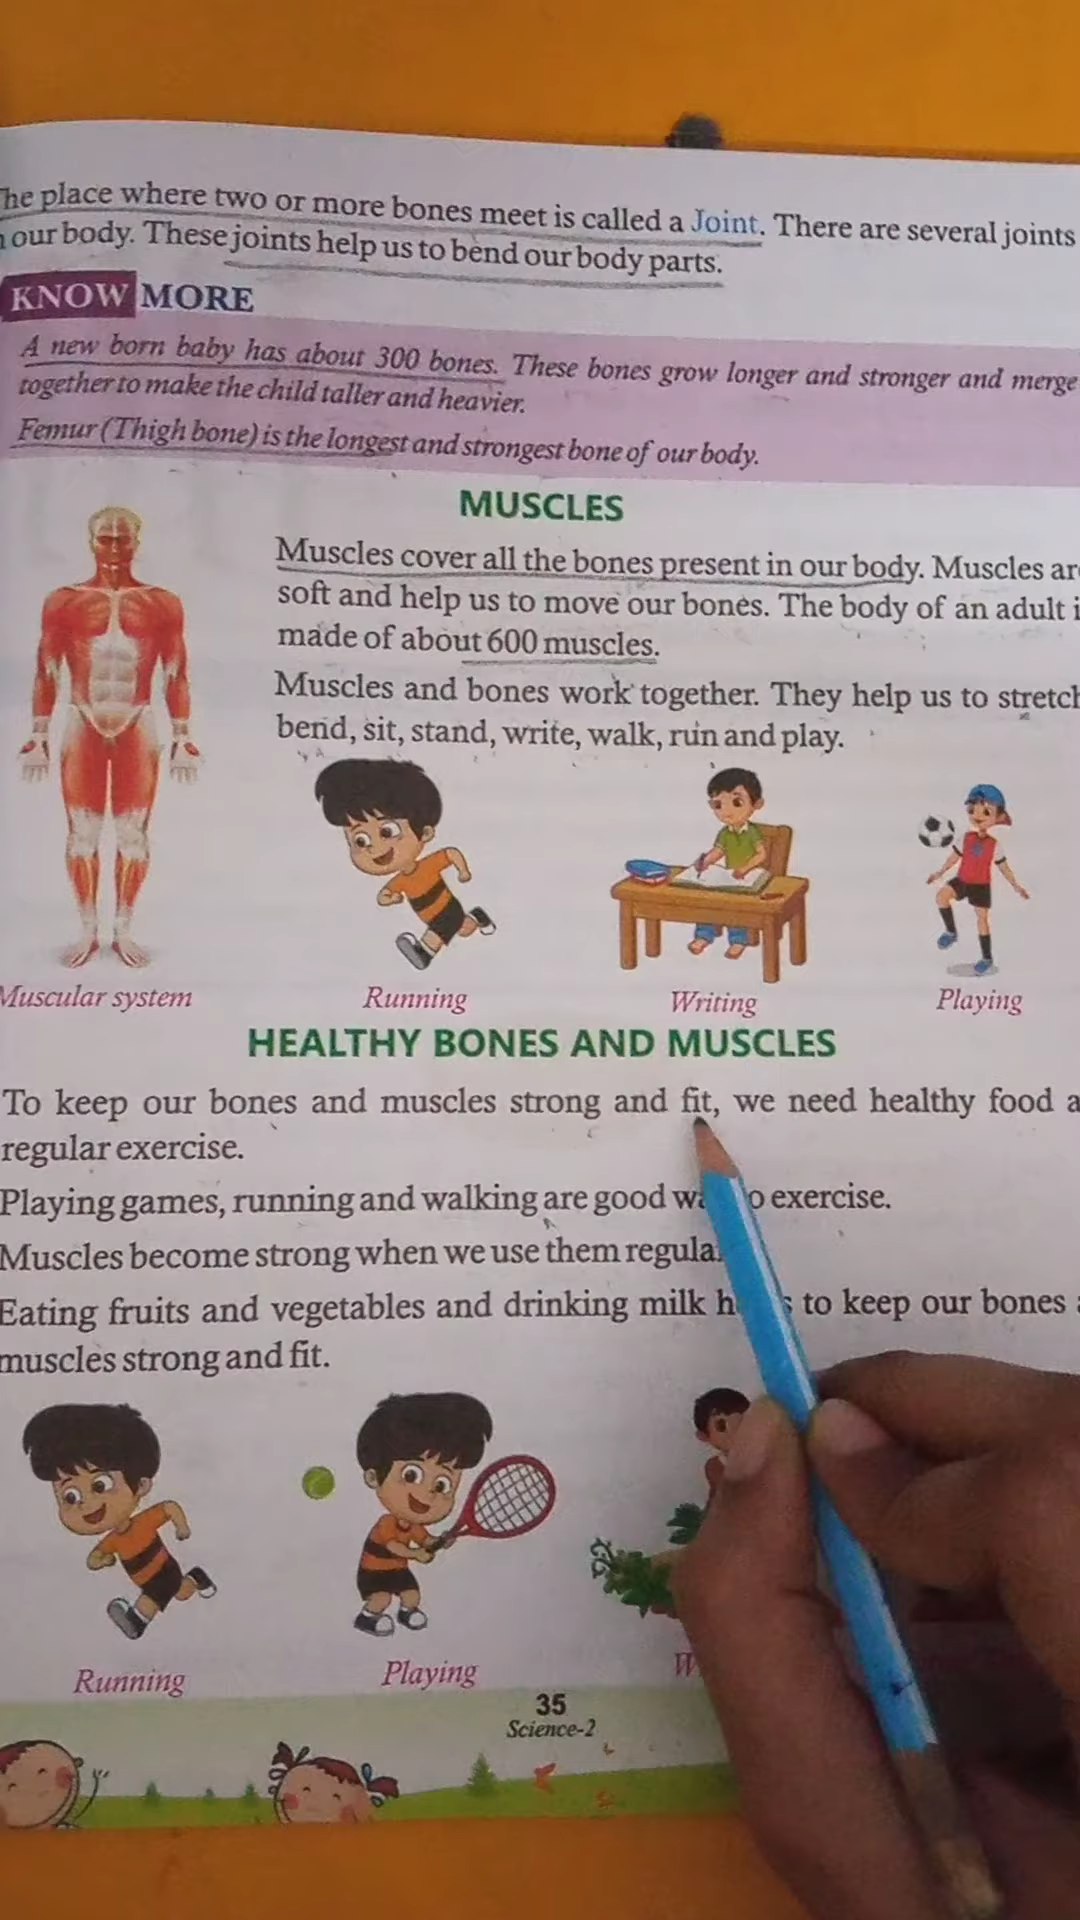 he place where two or more bones meet is called a Joint. There are several joints
our body. These joints help us to bend our body parts.
KNOW MORE
A new born baby has about 300 bones. These bones grow longer and stronger and merge
together to make the child taller and heavier.
Femur (Thigh bone) is the longest and strongest bone of our body.
MUSCLES
Muscles cover all the bones present in our body. Muscles ar
soft and help us to move our bones. The body of an adult i
made of about 600 muscles.
Muscles and bones work together. They help us to stretch
bend, sit, stand, write, walk, run and play.
Muscular system
Running
Writing
Playing
HEALTHY BONES AND MUSCLES
To keep our bones and muscles strong and fit, we need healthy food a
regular exercise.
Playing games, running and walking are good wa o exercise.
Muscles become strong when we use them regula
Eating fruits and vegetables and drinking milk h s to keep our bones a
muscles strong and fit.
Running
Playing
W
35
Science-2